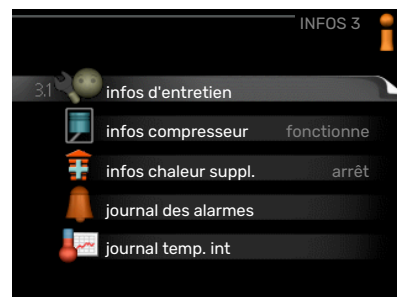 INFOS 3
3.1 infos d'entretien
infos compresseur fonctionne
infos chaleur suppl. arrêt
journal des alarmes
journal temp. int